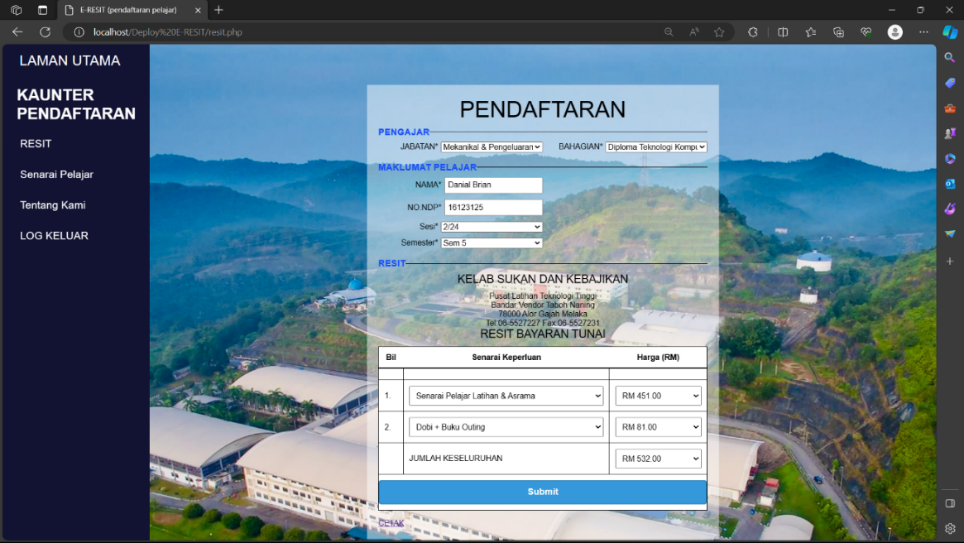 E-RESIT (pendaftaran pelajar)
localhost/Deploy%20E-RESIT/resit.php
LAMAN UTAMA
KAUNTER
PENDAFTARAN
RESIT
Senarai Pelajar
Tentang Kami
LOG KELUAR
PENDAFTARAN
PENGAJAR
JABATAN* Mekanikal & Pengeluaran BAHAGIAN* Diploma Teknologi Kompu
MAKLUMAT PELAJAR
NAMA* Danial Brian
NO.NDP* 16123125
Sesi* 2/24
Semester* Sem 5
RESIT
KELAB SUKAN DAN KEBAJIKAN
Pusat Latihan Teknologi Tinggi
Bandar Vendor Taboh Naning
78000 Alor Gajah Melaka
Tel 06-5527227 Fax 06-5527231
RESIT BAYARAN TUNAI
Bil Senarai Keperluan Harga (RM)
1. Senarai Pelajar Latihan & Asrama RM 451.00
2. Dobi + Buku Outing RM 81.00
JUMLAH KESELURUHAN RM 532.00
Submit
CETAK